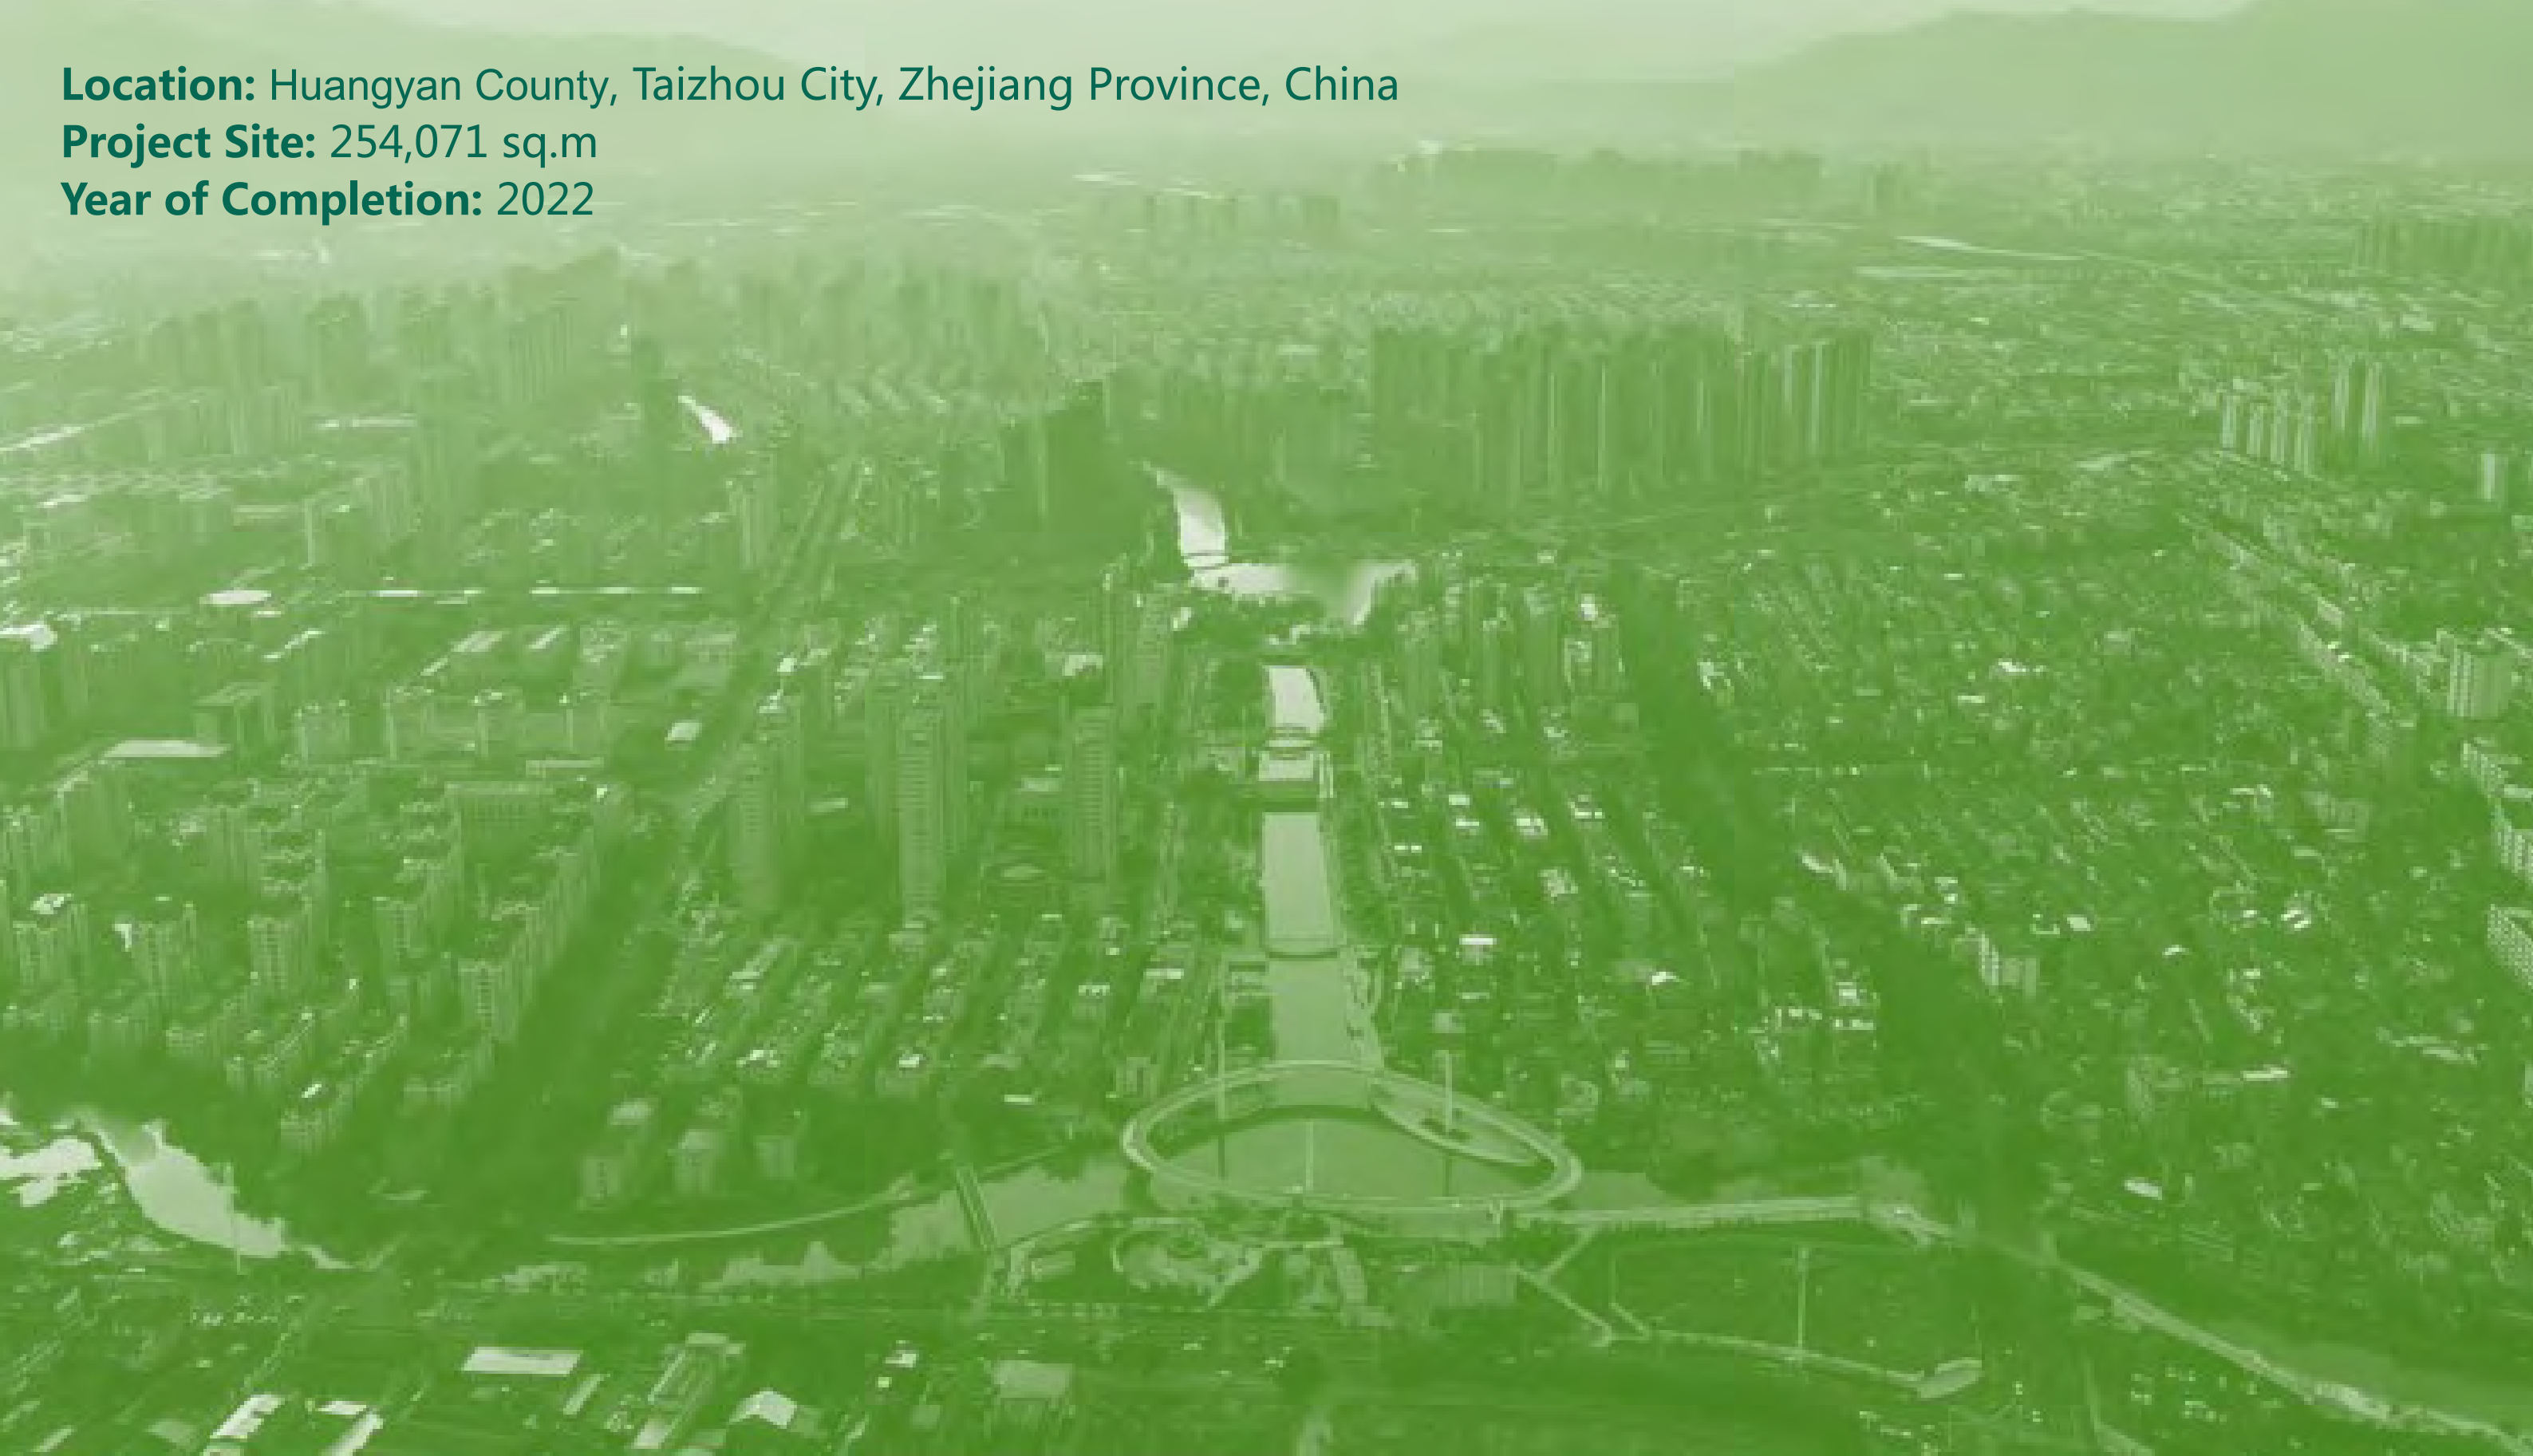 Location: Huangyan County, Taizhou City, Zhejiang Province, China
Project Site: 254,071 sq.m
Year of Completion: 2022